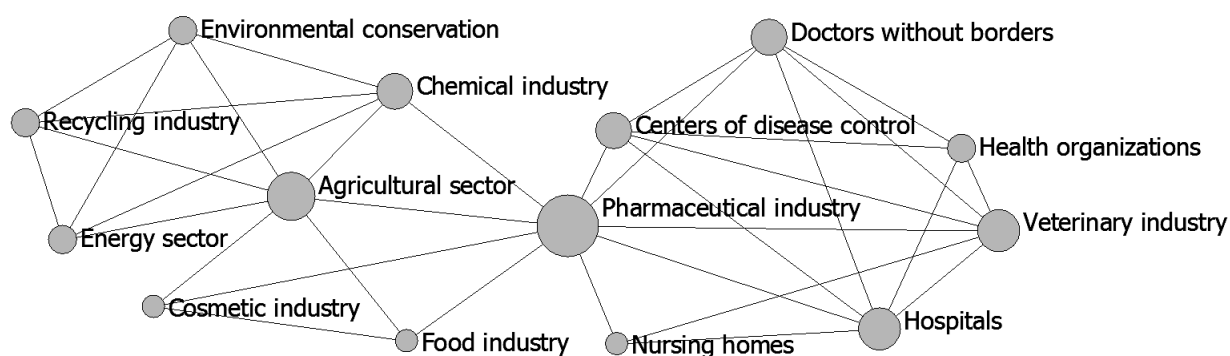 Environmental conservation
Doctors without borders
Chemical industry
Recycling industry
Centers of disease control
Health organizations
Agricultural sector
Pharmaceutical industry
Veterinary industry
Energy sector
Cosmetic industry
Food industry
Nursing homes
Hospitals